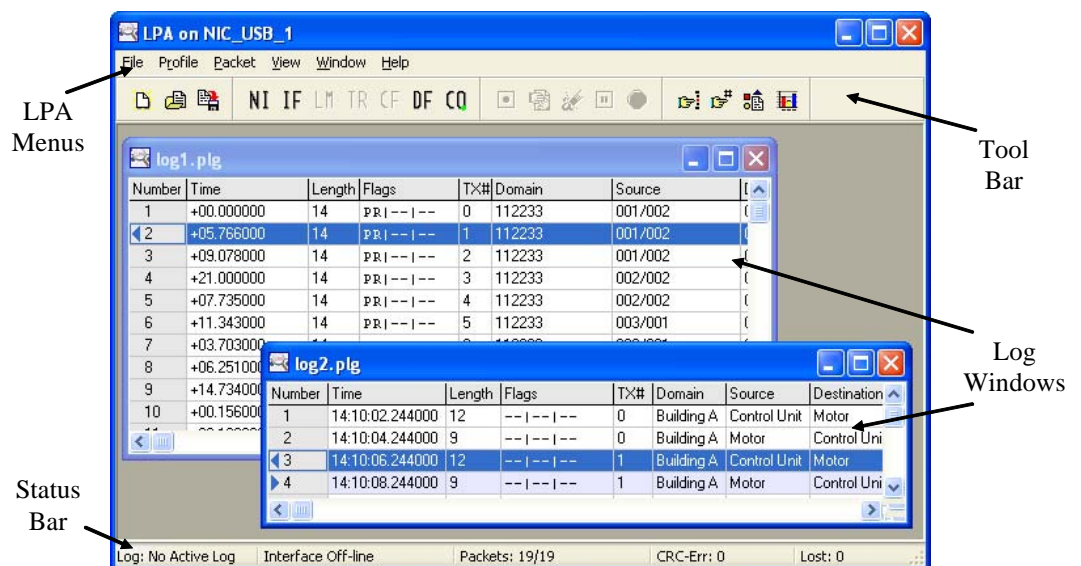 LPA on NIC_USB_1
File Profile Packet View Window Help
NI IF LM TR CF DF CQ
LPA
Menus
Tool
Bar
log1.plg
Number Time Length Flags TX# Domain Source
1 +00.000000 14 PR|--|-- 0 112233 001/002
2 +05.766000 14 PR|--|-- 1 112233 001/002
3 +09.078000 14 PR|--|-- 2 112233 001/002
4 +21.000000 14 PR|--|-- 3 112233 002/002
5 +07.735000 14 PR|--|-- 4 112233 002/002
6 +11.343000 14 PR|--|-- 5 112233 003/001
7 +03.703000
8 +06.251000
9 +14.734000
10 +00.156000
Log
Windows
log2.plg
Number Time Length Flags TX# Domain Source Destination
1 14:10:02.244000 12 --|--|-- 0 Building A Control Unit Motor
2 14:10:04.244000 9 --|--|-- 0 Building A Motor Control Uni
3 14:10:06.244000 12 --|--|-- 1 Building A Control Unit Motor
4 14:10:08.244000 9 --|--|-- 1 Building A Motor Control Uni
Status
Bar
Log: No Active Log Interface Off-line Packets: 19/19 CRC-Err: 0 Lost: 0